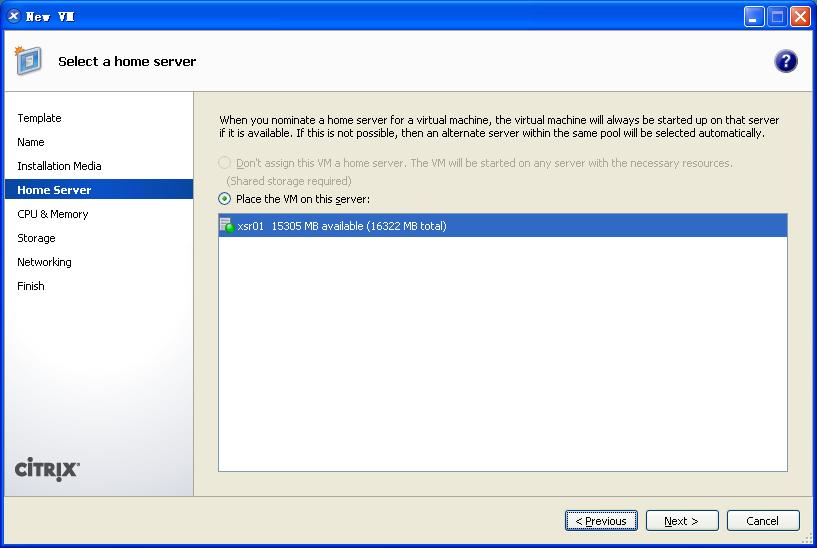 New VM
Select a home server
?
Template
Name
Installation Media
Home Server
CPU & Memory
Storage
Networking
Finish
CİTRIX®
When you nominate a home server for a virtual machine, the virtual machine will always be started up on that server
if it is available. If this is not possible, then an alternate server within the same pool will be selected automatically.
Don't assign this VM a home server. The VM will be started on any server with the necessary resources.
(Shared storage required)
Place the VM on this server:
xsr01 15305 MB available (16322 MB total)
< Previous
Next >
Cancel